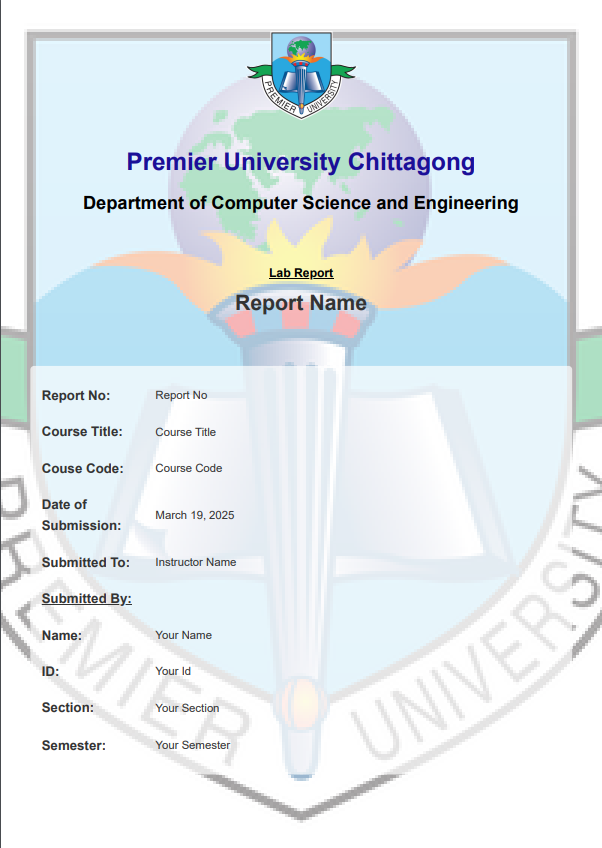 PREMIER UNIVERSITY
Premier University Chittagong
Department of Computer Science and Engineering
Lab Report
Report Name
Report No: Report No
Course Title: Course Title
Couse Code: Course Code
Date of
Submission: March 19, 2025
Submitted To: Instructor Name
Submitted By:
Name: Your Name
ID: Your Id
Section: Your Section
Semester: Your Semester
PREMIER UNIVERSITY